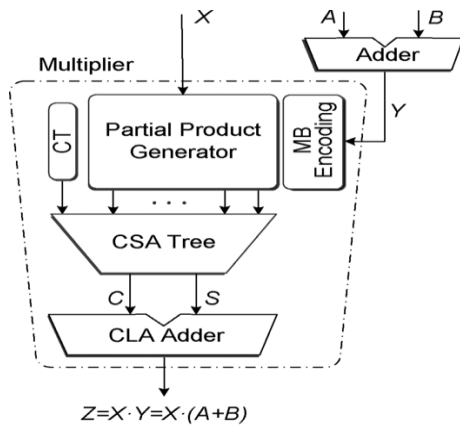 X
A B
Adder
Multiplier
Y
CT
Partial Product
Generator
MB
Encoding
. . .
CSA Tree
C S
CLA Adder
Z=X·Y=X·(A+B)